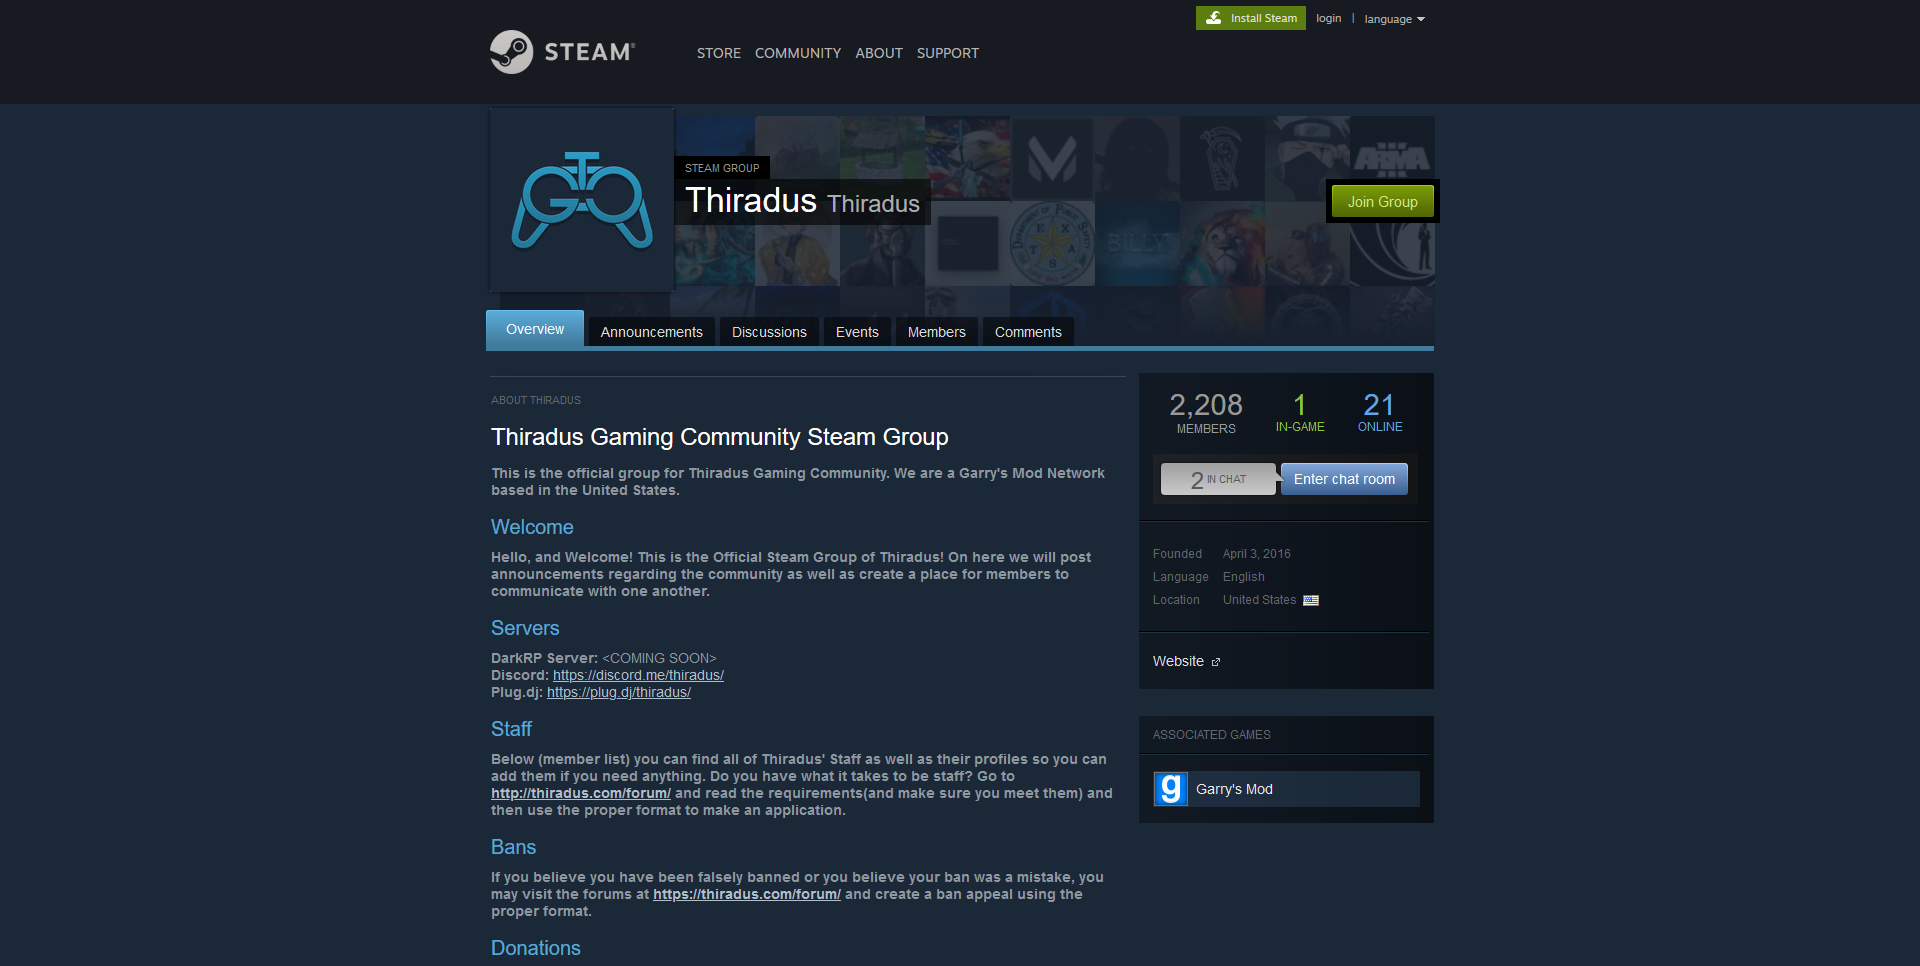 Install Steam
login | language
STEAM®
STORE COMMUNITY ABOUT SUPPORT
STEAM GROUP
Thiradus Thiradus
Join Group
ARMA III
DEPARTMENT OF PUBLIC SAFETY
TEXAS
BILLY
Overview Announcements Discussions Events Members Comments
ABOUT THIRADUS
Thiradus Gaming Community Steam Group
This is the official group for Thiradus Gaming Community. We are a Garry's Mod Network
based in the United States.
Welcome
Hello, and Welcome! This is the Official Steam Group of Thiradus! On here we will post
announcements regarding the community as well as create a place for members to
communicate with one another.
Servers
DarkRP Server: <COMING SOON>
Discord: https://discord.me/thiradus/
Plug.dj: https://plug.dj/thiradus/
Staff
Below (member list) you can find all of Thiradus' Staff as well as their profiles so you can
add them if you need anything. Do you have what it takes to be staff? Go to
http://thiradus.com/forum/ and read the requirements(and make sure you meet them) and
then use the proper format to make an application.
Bans
If you believe you have been falsely banned or you believe your ban was a mistake, you
may visit the forums at https://thiradus.com/forum/ and create a ban appeal using the
proper format.
Donations
2,208 1 21
MEMBERS IN-GAME ONLINE
2 IN CHAT Enter chat room
Founded April 3, 2016
Language English
Location United States
Website
ASSOCIATED GAMES
g Garry's Mod